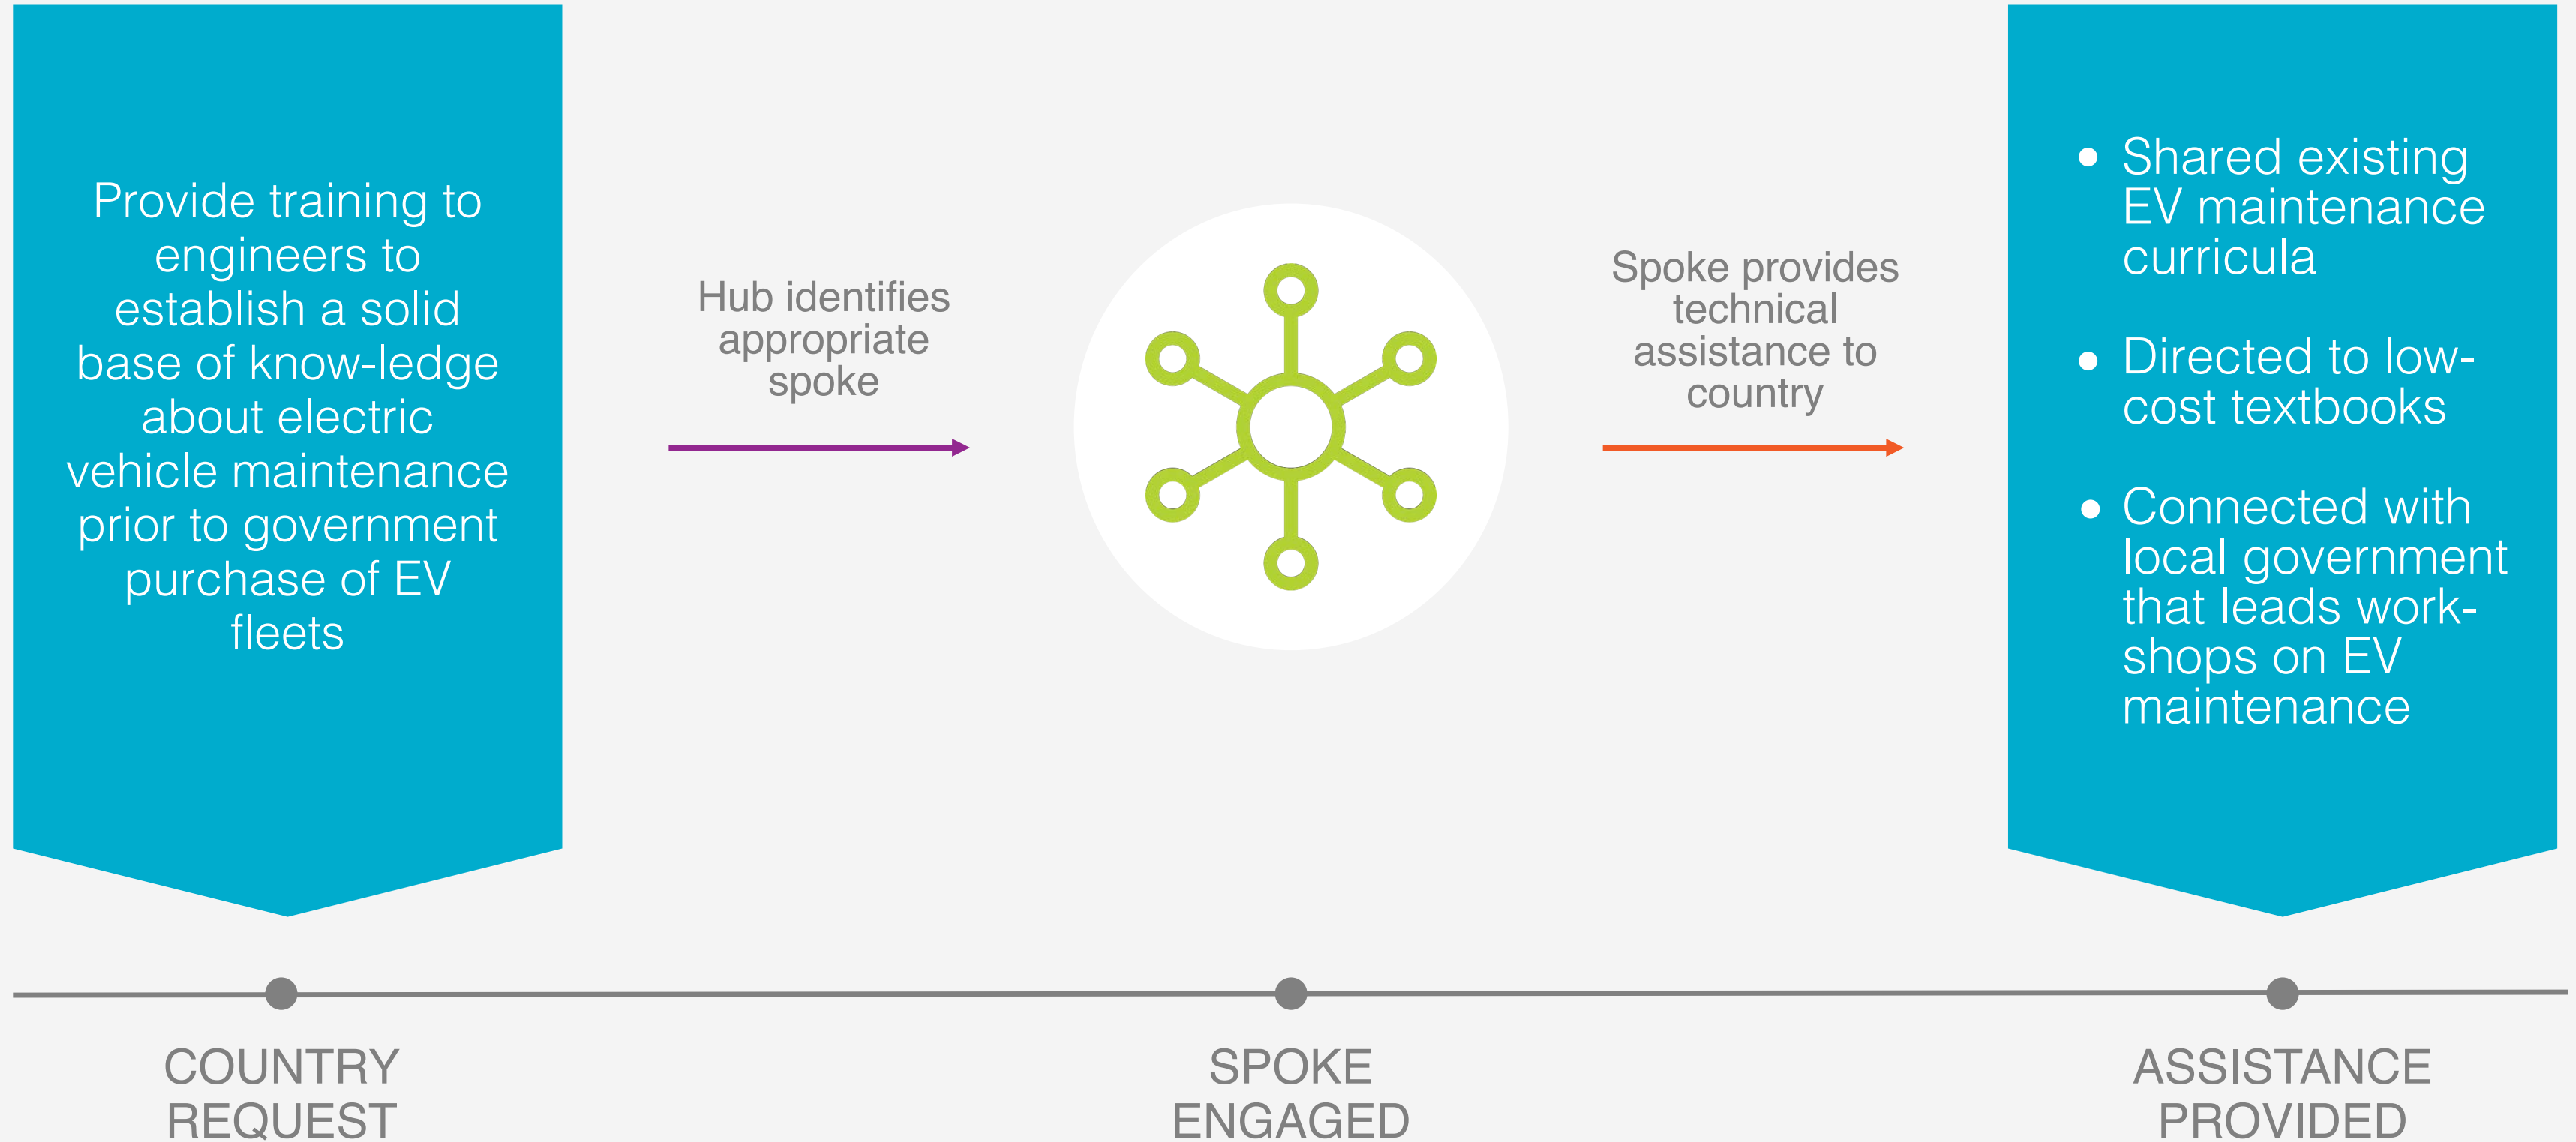 Provide training to
engineers to
establish a solid
base of know-ledge
about electric
vehicle maintenance
prior to government
purchase of EV
fleets
Hub identifies
appropriate
spoke
Spoke provides
technical
assistance to
country
• Shared existing
EV maintenance
curricula
• Directed to low-
cost textbooks
• Connected with
local government
that leads work-
shops on EV
maintenance
COUNTRY
REQUEST
SPOKE
ENGAGED
ASSISTANCE
PROVIDED